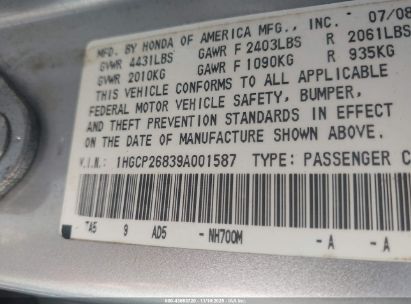 MFD. BY HONDA OF AMERICA MFG., INC. - 07/08
GVWR 4431LBS GAWR F 2403LBS R 2061LBS
GVWR 2010KG GAWR F 1090KG R 935KG
THIS VEHICLE CONFORMS TO ALL APPLICABLE
FEDERAL MOTOR VEHICLE SAFETY, BUMPER,
AND THEFT PREVENTION STANDARDS IN EFFECT
ON THE DATE OF MANUFACTURE SHOWN ABOVE.
V.I.N.: 1HGCP26839A001587 TYPE: PASSENGER C
TA5 9 AD5 - NH700M - A - A